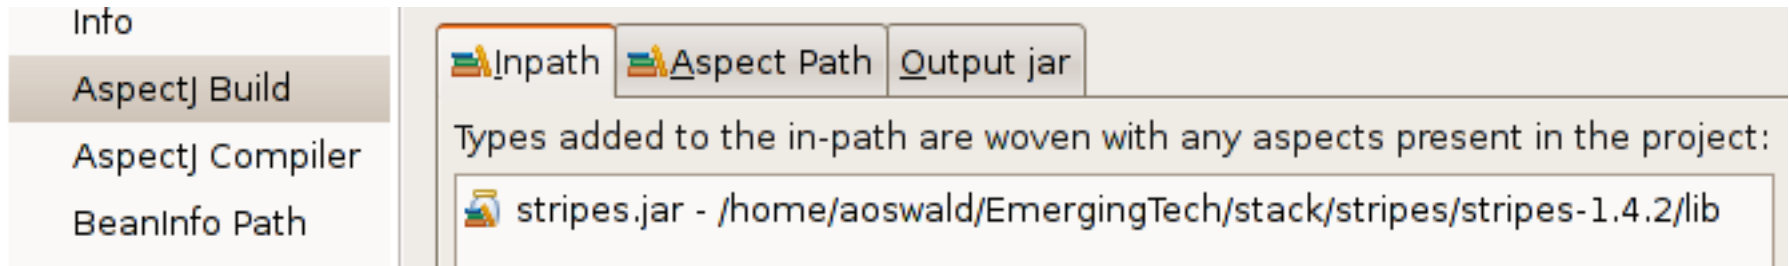 Info
AspectJ Build
AspectJ Compiler
BeanInfo Path
Inpath Aspect Path Output jar
Types added to the in-path are woven with any aspects present in the project:
stripes.jar - /home/aoswald/EmergingTech/stack/stripes/stripes-1.4.2/lib